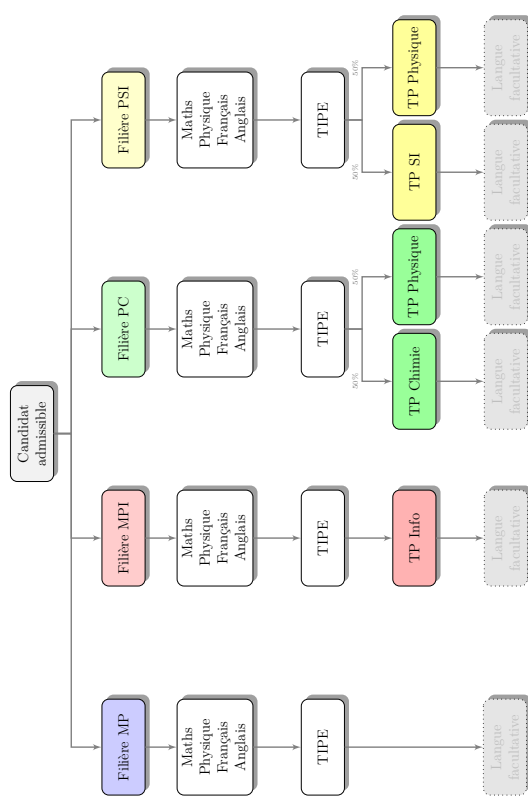 Candidat
admissible
Filière MP
Filière MPI
Filière PC
Filière PSI
Maths
Physique
Français
Anglais
Maths
Physique
Français
Anglais
Maths
Physique
Français
Anglais
Maths
Physique
Français
Anglais
TIPE
TIPE
TIPE
TIPE
50%
50%
50%
50%
TP Info
TP Chimie
TP Physique
TP SI
TP Physique
Langue
facultative
Langue
facultative
Langue
facultative
Langue
facultative
Langue
facultative
Langue
facultative